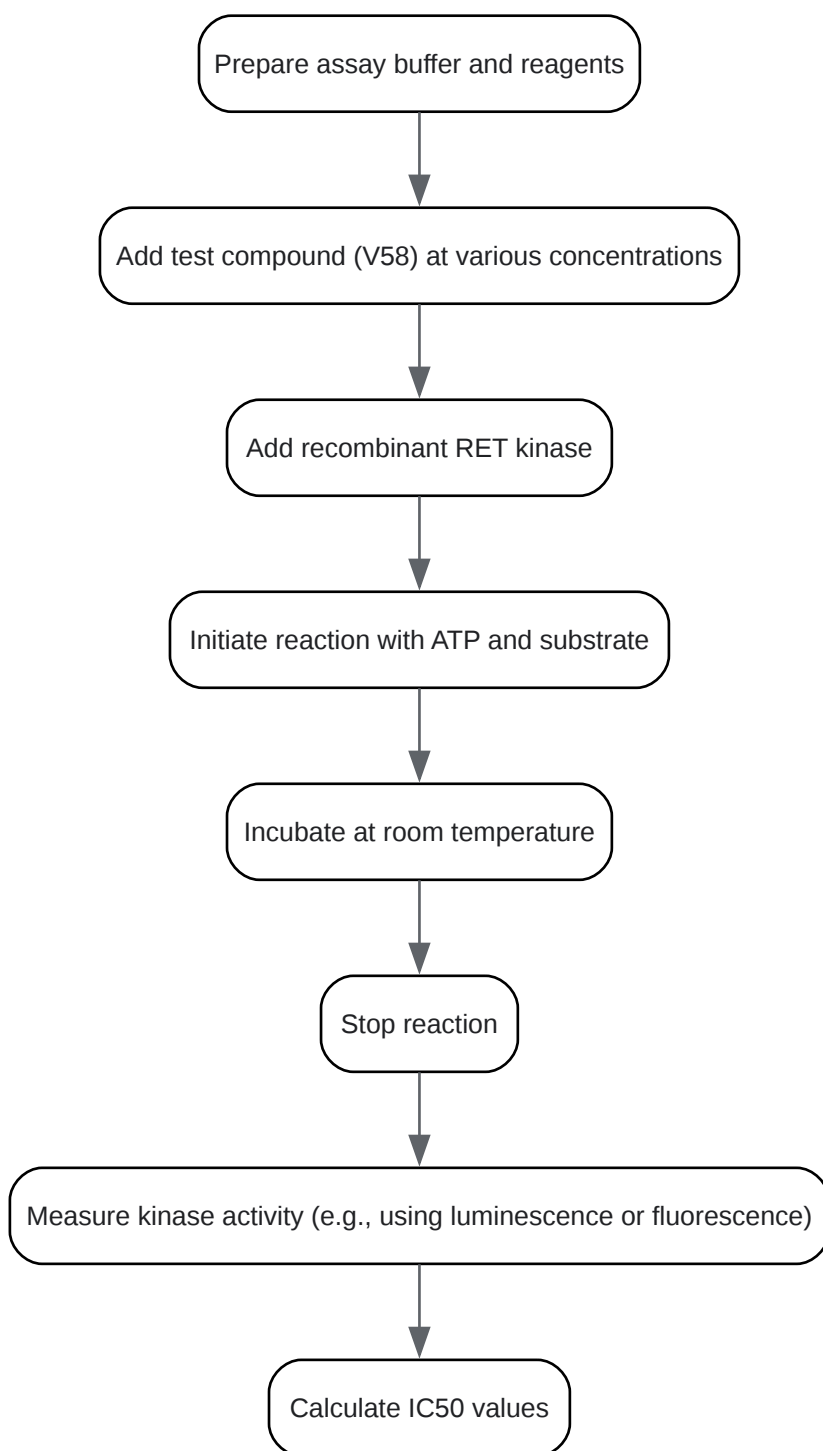 Prepare assay buffer and reagents
Add test compound (V58) at various concentrations
Add recombinant RET kinase
Initiate reaction with ATP and substrate
Incubate at room temperature
Stop reaction
Measure kinase activity (e.g., using luminescence or fluorescence)
Calculate IC50 values